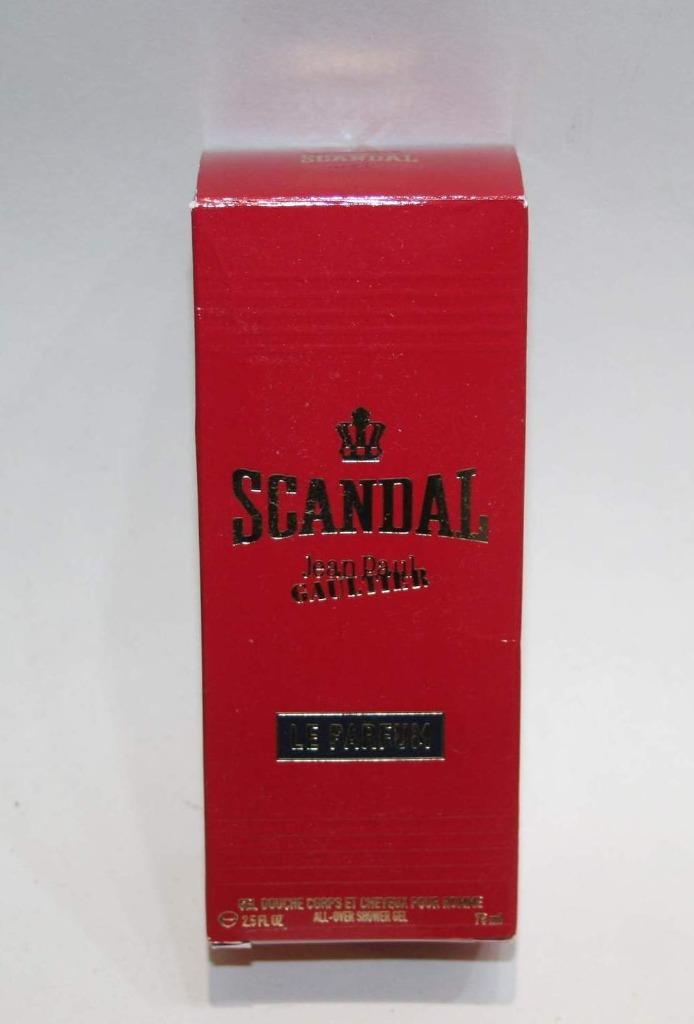 SCANDAL
SCANDAL
Jean Paul
GAULTIER
LE PARFUM
GEL DOUCHE CORPS ET CHEVEUX POUR HOMME
2.5 FL OZ ALL-OVER SHOWER GEL 75 ml